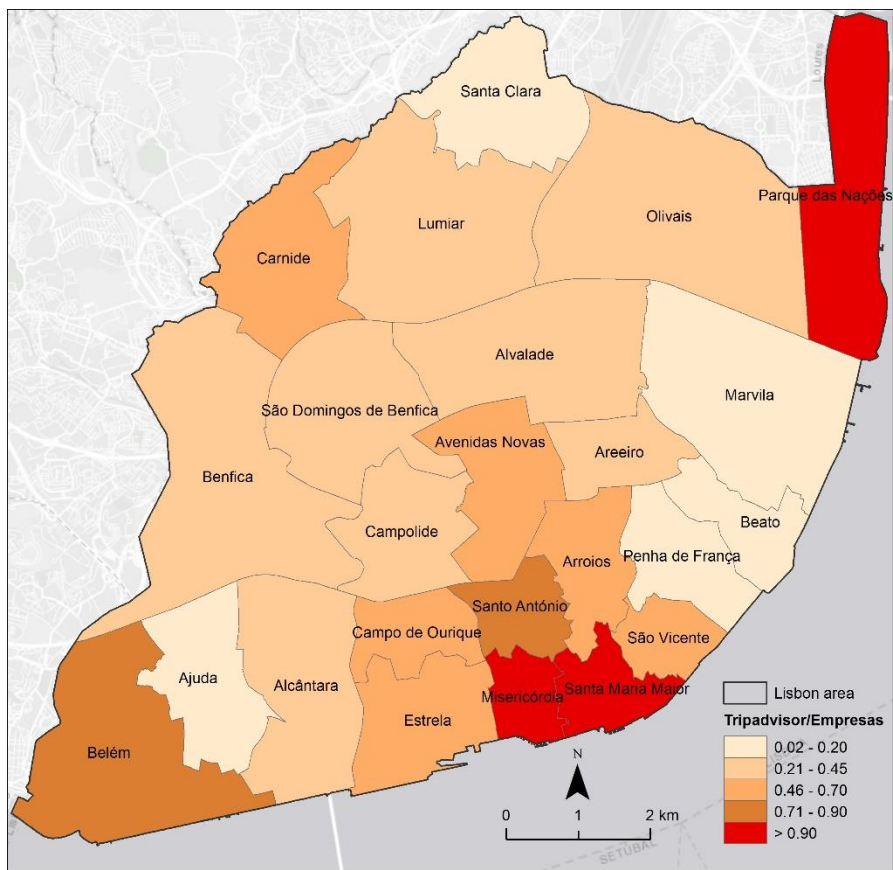 Santa Clara
Loures
Parque das Nações
Olivais
Lumiar
Carnide
Alvalade
Marvila
São Domingos de Benfica
Avenidas Novas
Areeiro
Benfica
Beato
Campolide
Penha de França
Arroios
Santo António
Campo de Ourique
São Vicente
Ajuda
Alcântara
Misericórdia
Santa Maria Maior
Estrela
Belém
Lisbon area
Tripadvisor/Empresas
0.02 - 0.20
0.21 - 0.45
0.46 - 0.70
0.71 - 0.90
> 0.90
N
0 1 2 km
SETÚBAL